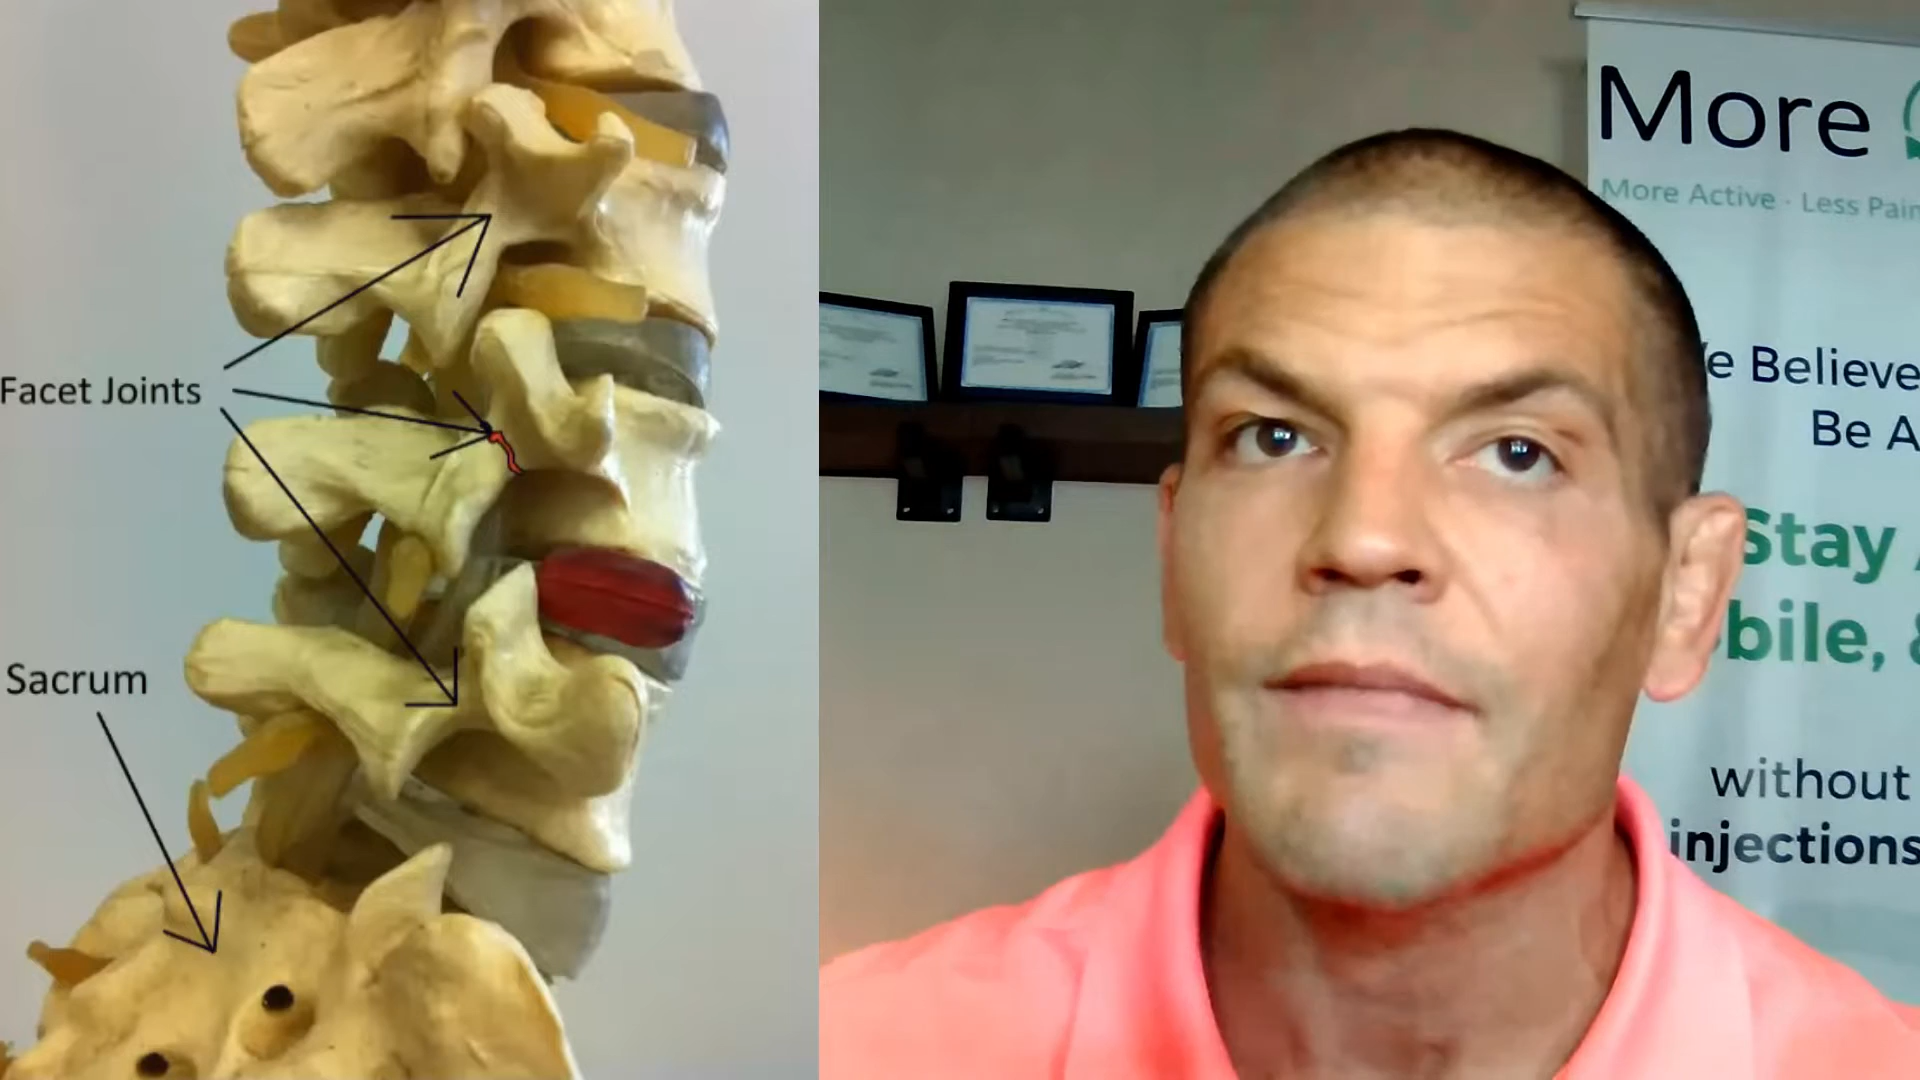 Facet Joints
Sacrum
More
More Active · Less Pain
e Believe
Be A
Stay
bile, &
without
injections